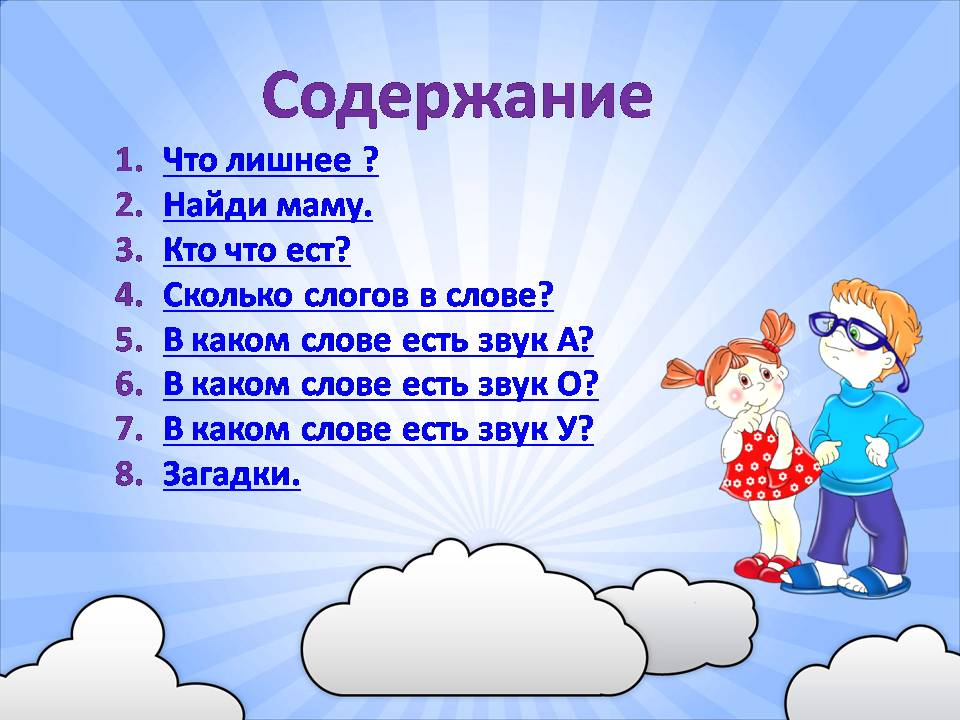 Содержание
1. Что лишнее ?
2. Найди маму.
3. Кто что ест?
4. Сколько слогов в слове?
5. В каком слове есть звук А?
6. В каком слове есть звук О?
7. В каком слове есть звук У?
8. Загадки.